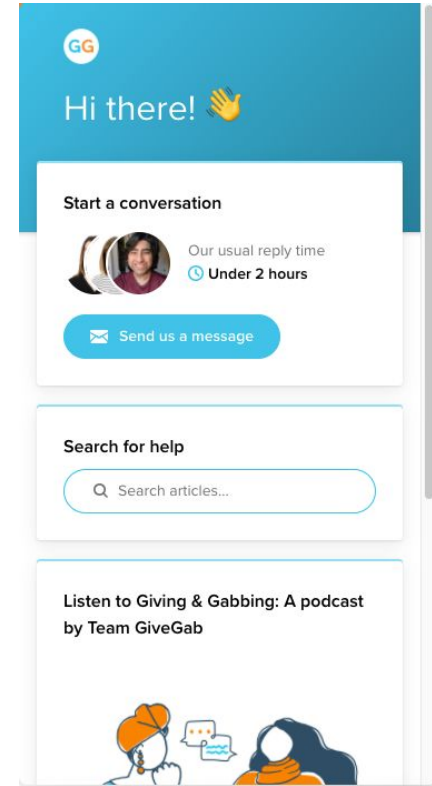 GG
Hi there! 👋
Start a conversation
Our usual reply time
Under 2 hours
Send us a message
Search for help
Search articles...
Listen to Giving & Gabbing: A podcast
by Team GiveGab